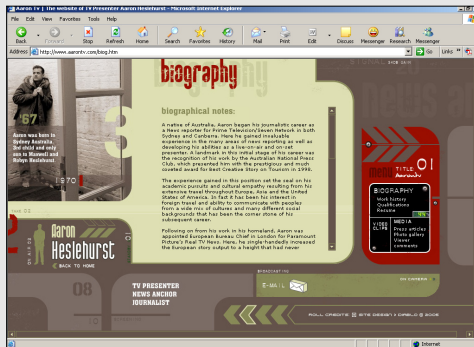 Aaron Tv | The website of TV Presenter Aaron Heslehurst - Microsoft Internet Explorer
File Edit View Favorites Tools Help
Back Forward Stop Refresh Home Search Favorites History Mail Print Edit Discuss Messenger Research Messenger
Address http://www.aarontv.com/biog.htm Go Links
biography
biographical notes:
A native of Australia, Aaron began his journalistic career as
a News reporter for Prime Television/Seven Network in both
Sydney and Canberra. Here he gained invaluable
experience in the many areas of news reporting as well as
developing his abilities as a live-on-air and on-set
presenter. A landmark in this initial stage of his career was
the recognition of his work by the Australian National Press
Club, which presented him with the prestigious and much
coveted award for Best Creative Story on Tourism in 1998.
The experience gained in this position set the seal on his
academic pursuits and cultural empathy resulting from his
extensive travel throughout Europe, Asia and the United
States of America. In fact it has been his interest in
foreign travel and ability to communicate with peoples
from a wide mix of cultures and many different social
backgrounds that has been the corner stone of his
subsequent career.
Following on from his work in his homeland, Aaron was
appointed European Bureau Chief in London for Paramount
Picture's Real TV News. Here, he single-handedly increased
the European story output to a height that had never
'67
Aaron was born in
Sydney Australia.
3rd child and only
son to Maxwell and
Robyn Heslehurst
1970
3
menu TITLE 01
BIOGRAPHY
Work history
Qualifications
Resume
VIDEO CLIPS
MEDIA
Press articles
Photo gallery
Viewer
comments
ON CAMERA
Aaron
Heslehurst
BACK TO HOME
08
10
TV PRESENTER
NEWS ANCHOR
JOURNALIST
BROADCASTING
E-MAIL
ROLL CREDITS @ SITE DESIGN : DIABLO @ 2005
Internet